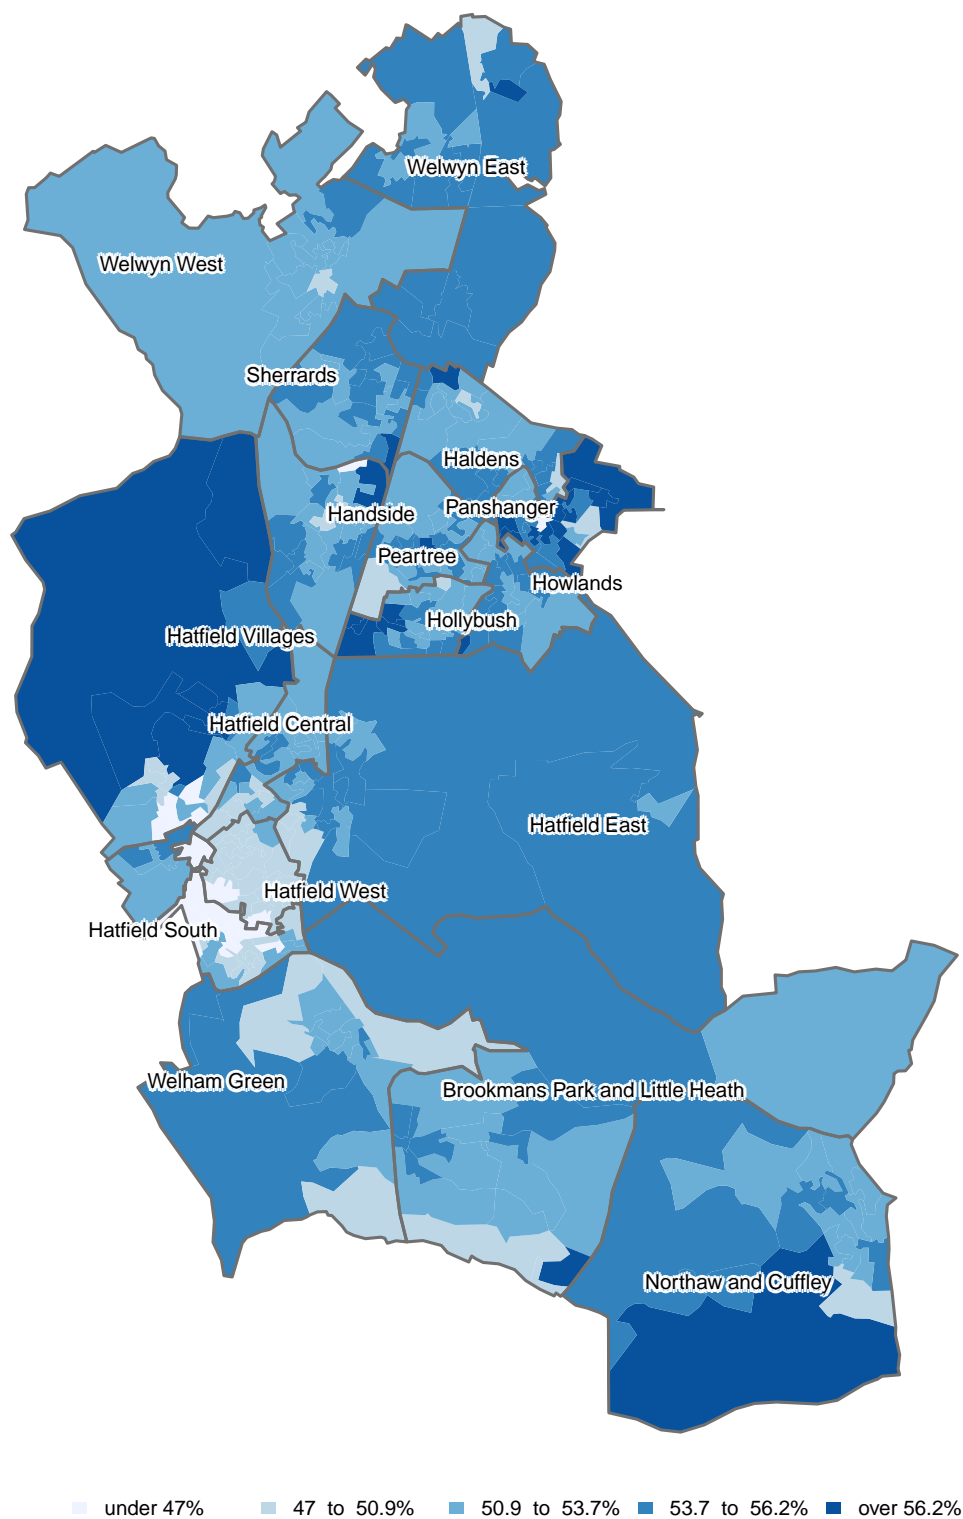 Welwyn East
Welwyn West
Sherrards
Haldens
Panshanger
Handside
Peartree
Howlands
Hollybush
Hatfield Villages
Hatfield Central
Hatfield East
Hatfield West
Hatfield South
Welham Green
Brookmans Park and Little Heath
Northaw and Cuffley
under 47% 47 to 50.9% 50.9 to 53.7% 53.7 to 56.2% over 56.2%